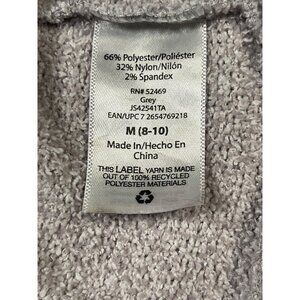 66% Polyester/Poliéster
32% Nylon/Nilón
2% Spandex
RN# 52469
Grey
JS42541TA
EAN/UPC 7 2654769218
M (8-10)
Made In/Hecho En
China
THIS LABEL YARN IS MADE
OUT OF 100% RECYCLED
POLYESTER MATERIALS